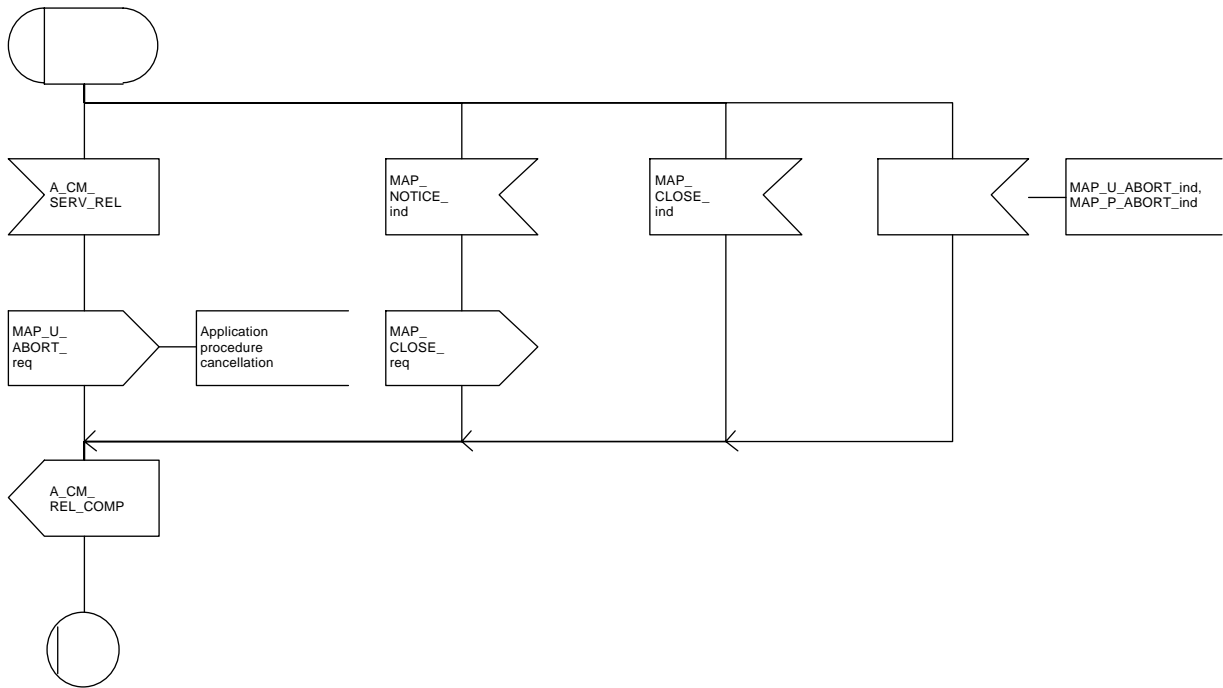 A_CM_
SERV_REL
MAP_
NOTICE_
ind
MAP_
CLOSE_
ind
MAP_U_ABORT_ind,
MAP_P_ABORT_ind
MAP_U_
ABORT_
req
Application
procedure
cancellation
MAP_
CLOSE_
req
A_CM_
REL_COMP